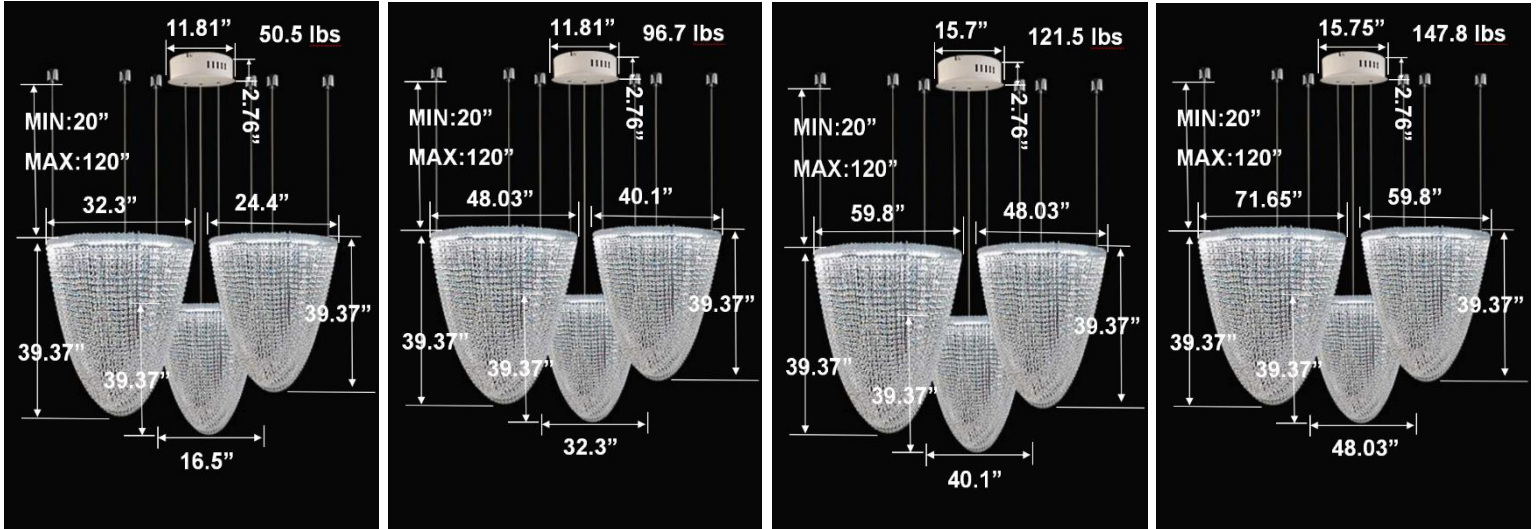 11.81” 50.5 lbs
2.76”
MIN:20”
MAX:120”
32.3” 24.4”
39.37”
39.37”
39.37”
16.5”
11.81” 96.7 lbs
2.76”
MIN:20”
MAX:120”
48.03” 40.1”
39.37”
39.37”
39.37”
32.3”
15.7” 121.5 lbs
2.76”
MIN:20”
MAX:120”
59.8” 48.03”
39.37”
39.37”
39.37”
40.1”
15.75” 147.8 lbs
2.76”
MIN:20”
MAX:120”
71.65” 59.8”
39.37”
39.37”
39.37”
48.03”